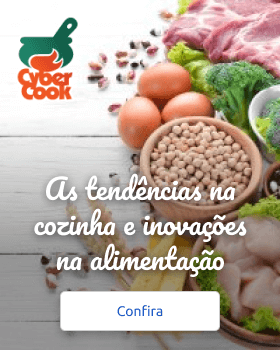 Cyber
Cook
As tendências na
cozinha e inovações
na alimentação
Confira